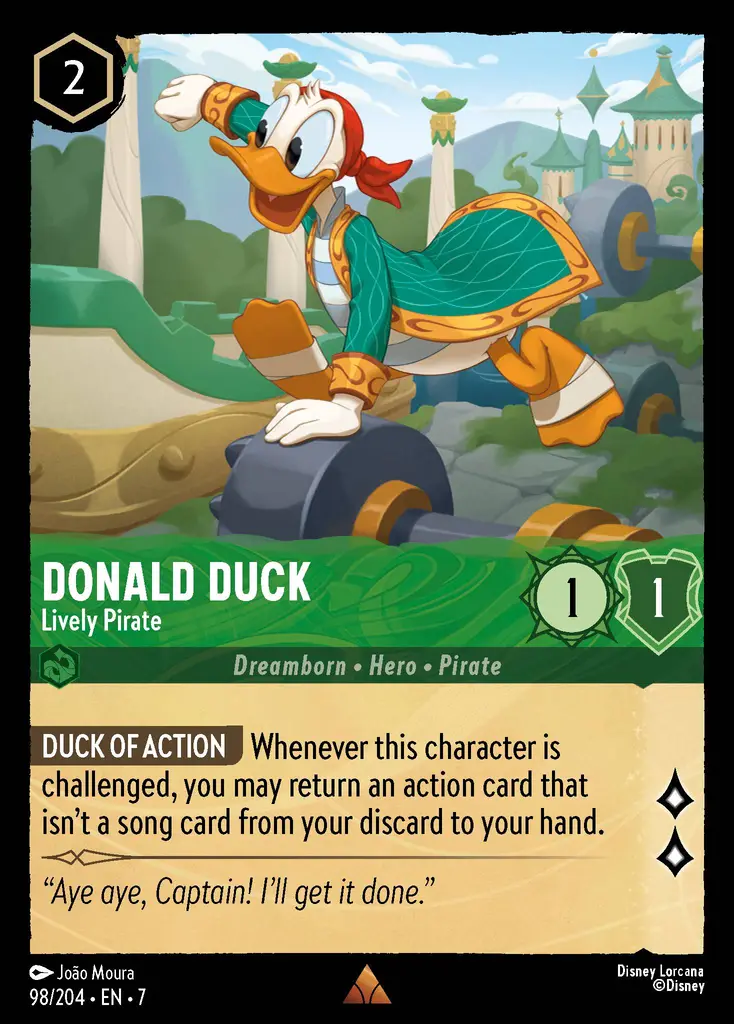 2
DONALD DUCK
Lively Pirate
1
1
Dreamborn • Hero • Pirate
DUCK OF ACTION Whenever this character is
challenged, you may return an action card that
isn't a song card from your discard to your hand.
“Aye aye, Captain! I'll get it done.”
João Moura
98/204 • EN • 7
Disney Lorcana
©Disney